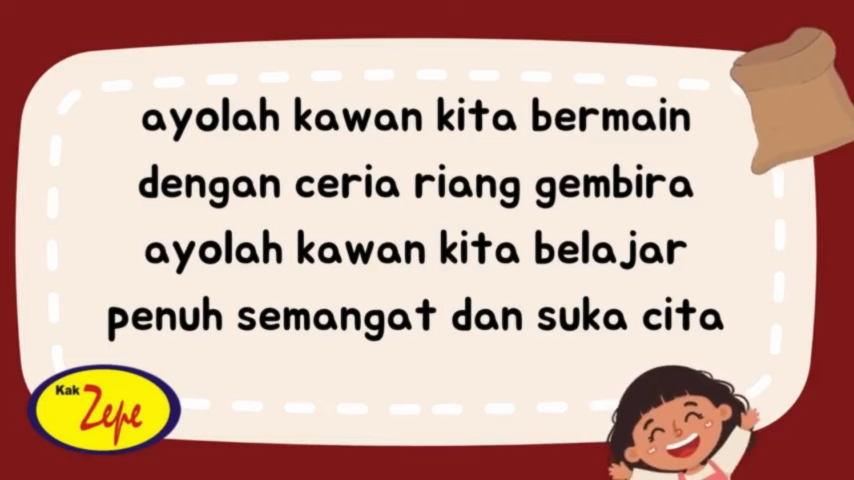 ayolah kawan kita bermain
dengan ceria riang gembira
ayolah kawan kita belajar
penuh semangat dan suka cita
Kak
Zepe